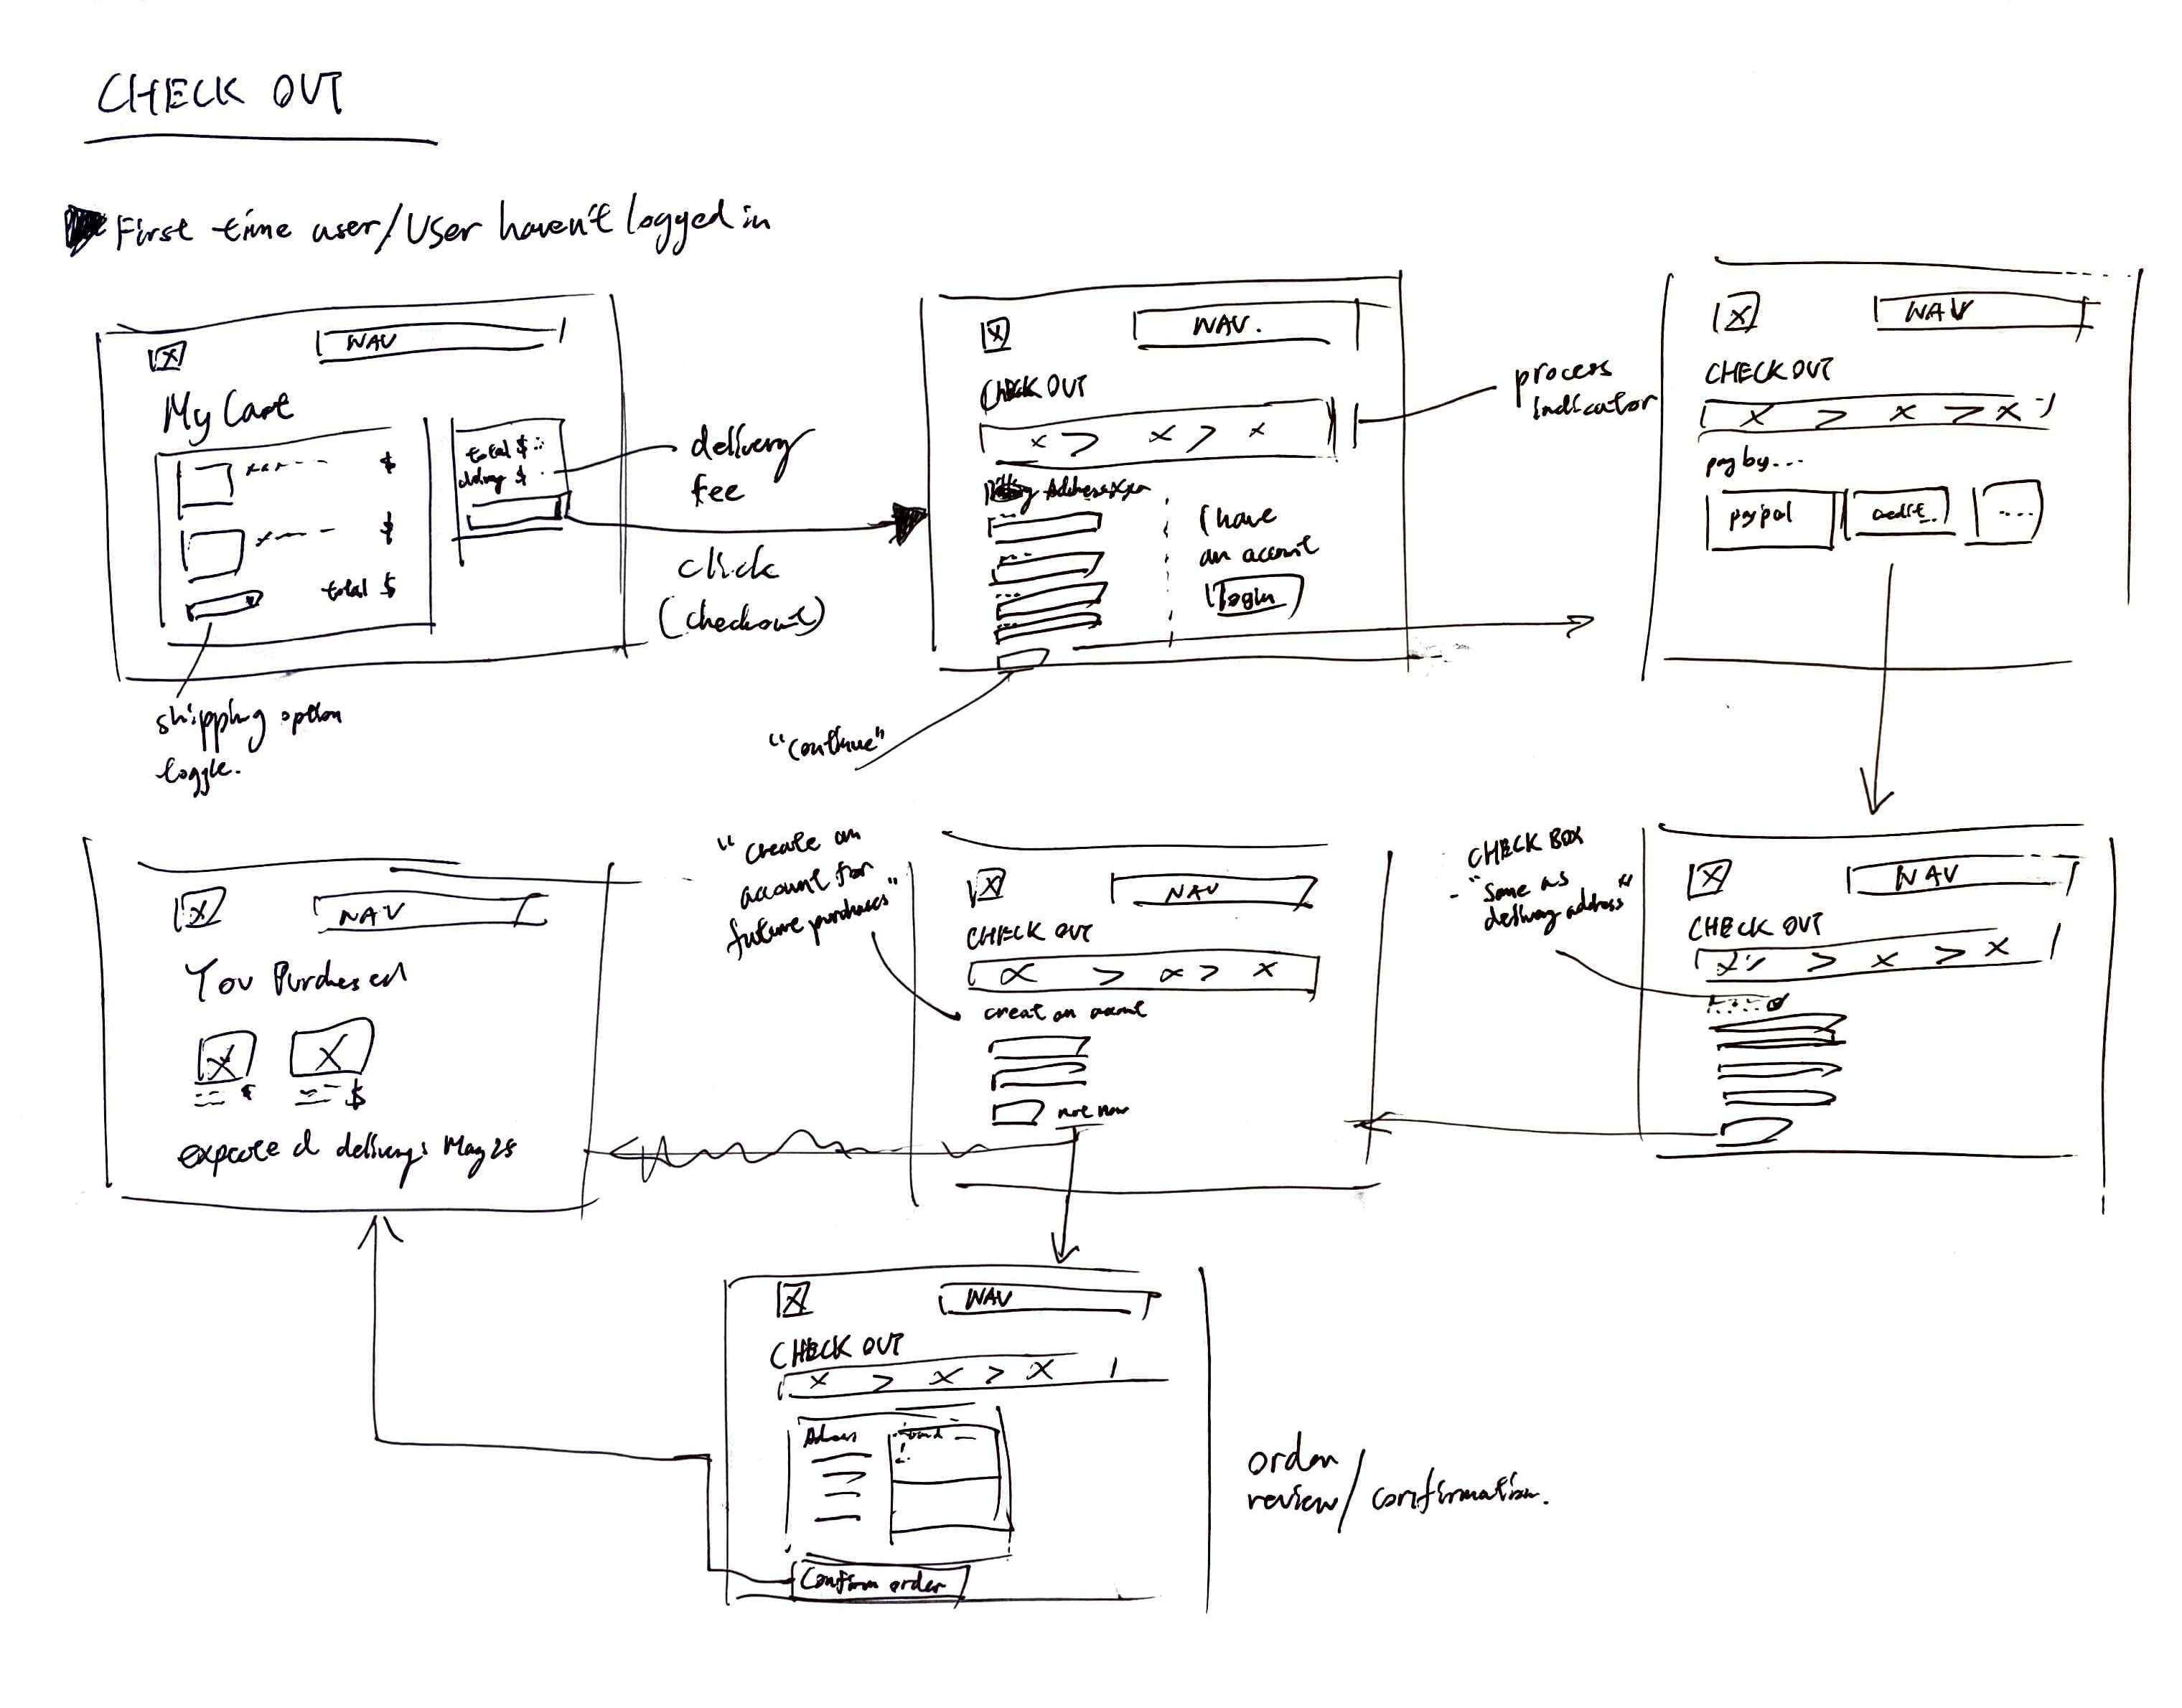 CHECK OUT
First time user/User haven't logged in
NAV
My Cart
$
$
total $
total $
delivery $
delivery
fee
click
(checkout)
shipping option
toggle.
NAV.
CHECK OUT
x > x > x
Address
I have
an account
login
"continue"
process
indicator
NAV
CHECK OUT
x > x > x
pay by...
paypal
credit
....
CHECK BOX
"same as
delivery address"
NAV
CHECK OUT
> x > x
"create an
account for
future purchases"
NAV
CHECK OUT
x > x > x
creat an account
not now
NAV
You Purchased
$
$
expected delivery: May 25
NAV
CHECK OUT
x > x > x
Address
Confirm order
order
review/confirmation.